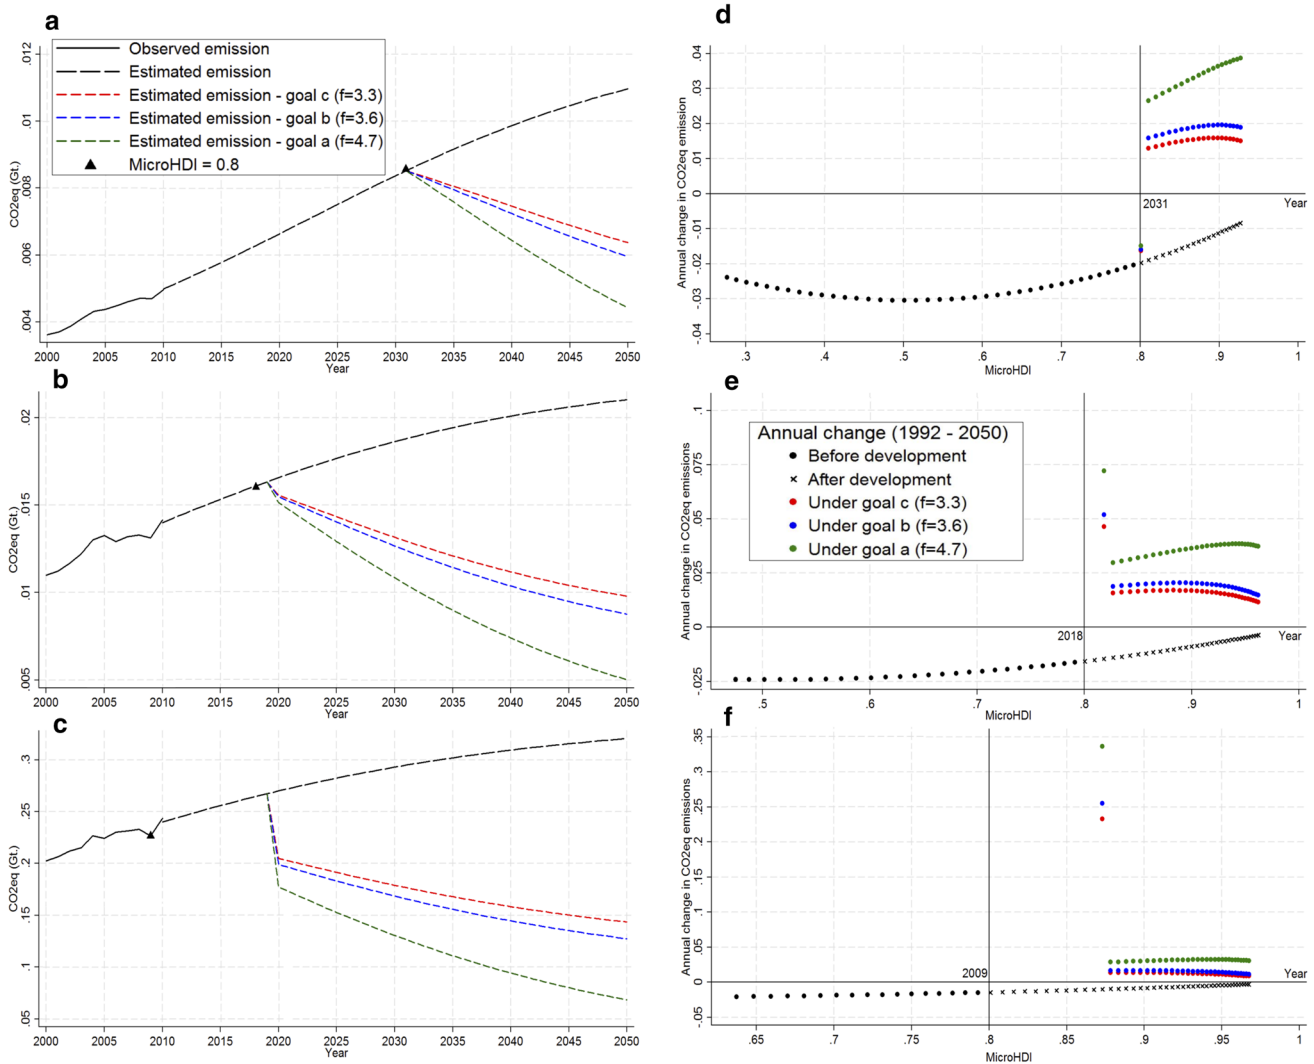 a
Observed emission
Estimated emission
Estimated emission - goal c (f=3.3)
Estimated emission - goal b (f=3.6)
Estimated emission - goal a (f=4.7)
MicroHDI = 0.8
CO2eq (Gt.)
.012
.01
.008
.006
.004
2000 2005 2010 2015 2020 2025 2030 2035 2040 2045 2050
Year
b
CO2eq (Gt.)
.02
.015
.01
.005
2000 2005 2010 2015 2020 2025 2030 2035 2040 2045 2050
Year
c
CO2eq (Gt.)
.3
.25
.2
.15
.1
.05
2000 2005 2010 2015 2020 2025 2030 2035 2040 2045 2050
Year
d
Annual change in CO2eq emission
.04
.03
.02
.01
0
-.01
-.02
-.03
-.04
2031
Year
.3 .4 .5 .6 .7 .8 .9 1
MicroHDI
e
Annual change (1992 - 2050)
Before development
After development
Under goal c (f=3.3)
Under goal b (f=3.6)
Under goal a (f=4.7)
Annual change in CO2eq emissions
.1
.075
.05
.025
0
-.025
2018
Year
.5 .6 .7 .8 .9 1
MicroHDI
f
Annual change in CO2eq emissions
.35
.3
.25
.2
.15
.1
.05
0
-.05
2009
Year
.65 .7 .75 .8 .85 .9 .95 1
MicroHDI